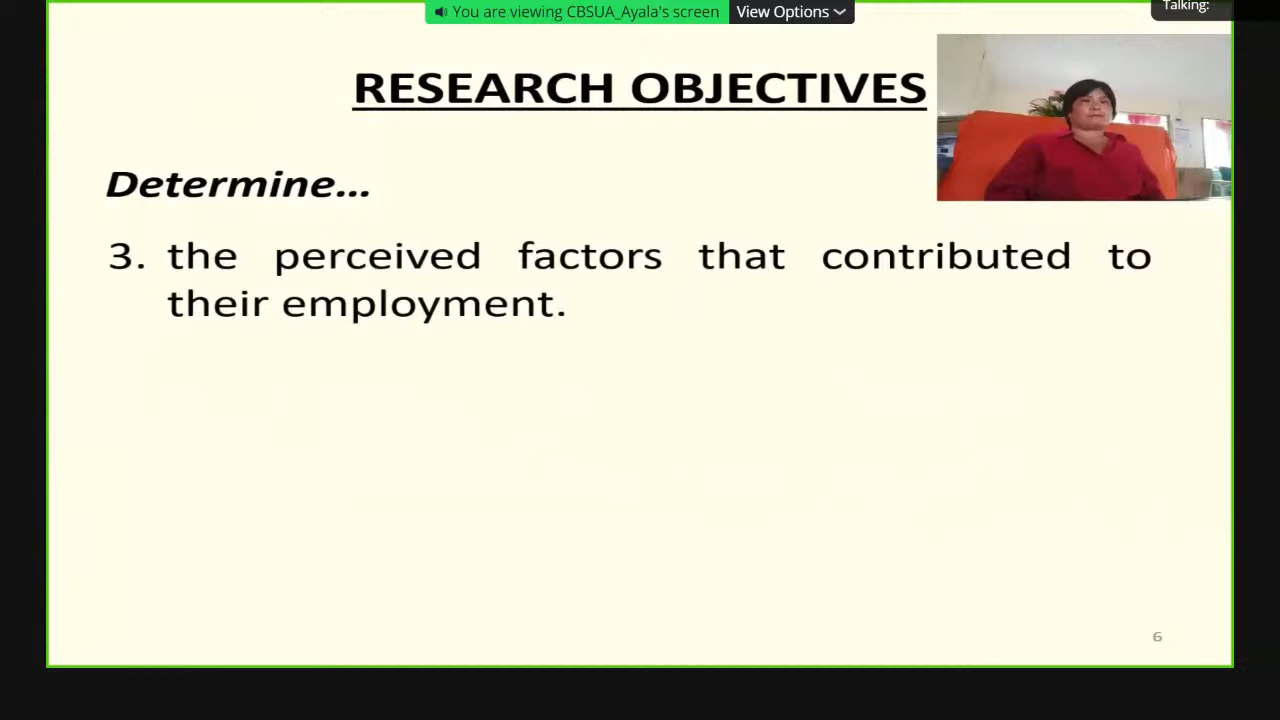 You are viewing CBSUA_Ayala's screen View Options
Talking:
RESEARCH OBJECTIVES
Determine...
3. the perceived factors that contributed to
their employment.
6